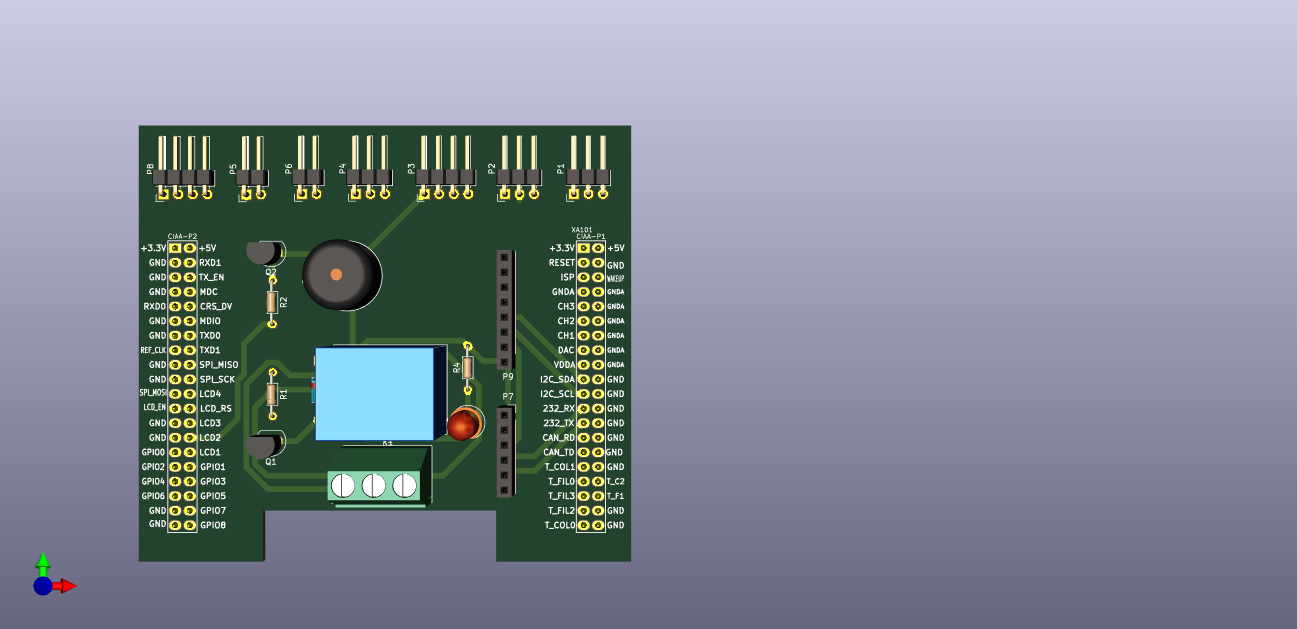 P8
P5
P6
P4
P3
P2
P1
CIAA-P2
+3.3V +5V
GND RXD1
GND TX_EN
GND MDC
RXD0 CRS_DV
GND MDIO
GND TXD0
REF_CLK TXD1
GND SPI_MISO
GND SPI_SCK
SPI_MOSI LCD4
LCD_EN LCD_RS
GND LCD3
GND LCD2
GPIO0 LCD1
GPIO2 GPIO1
GPIO4 GPIO3
GPIO6 GPIO5
GND GPIO7
GND GPIO8
Q2
R2
R1
Q1
R4
P9
P7
XA101
CIAA-P1
+3.3V +5V
RESET GND
ISP WAKEUP
GNDA GNDA
CH3 GNDA
CH2 GNDA
CH1 GNDA
DAC GNDA
VDDA GNDA
I2C_SDA GND
I2C_SCL GND
232_RX GND
232_TX GND
CAN_RD GND
CAN_TD GND
T_COL1 GND
T_FIL0 T_C2
T_FIL3 T_F1
T_FIL2 GND
T_COL0 GND